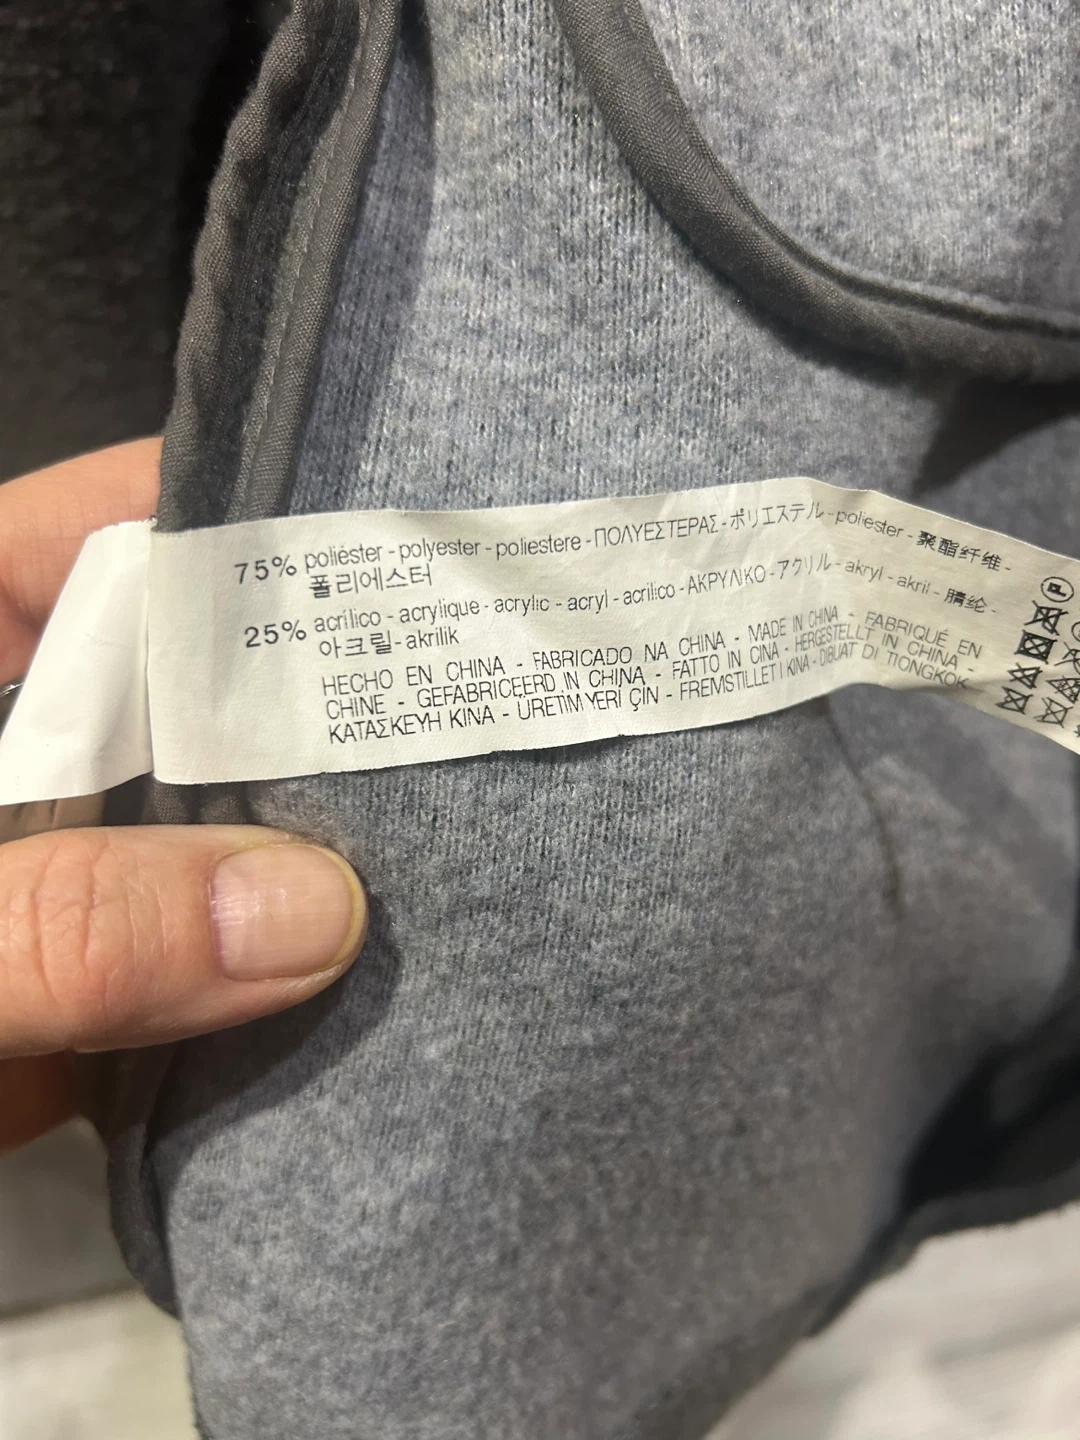 75% poliéster - polyester - poliestere - ΠΟΛΥΕΣΤΕΡΑΣ - ポリエステル - poliester - 聚酯纤维 -
폴리에스터
25% acrílico - acrylique - acrylic - acryl - acrilico - ΑΚΡΥΛΙΚΟ - アクリル - akryl - akril - 腈纶 -
아크릴 - akrilik
HECHO EN CHINA - FABRICADO NA CHINA - MADE IN CHINA - FABRIQUÉ EN
CHINE - GEFABRICEERD IN CHINA - FATTO IN CINA - HERGESTELLT IN CHINA -
ΚΑΤΑΣΚΕΥΗ ΚΙΝΑ - ÜRETIM YERİ ÇİN - FREMSTILLET I KINA - DIBUAT DI TIONGKOK
P